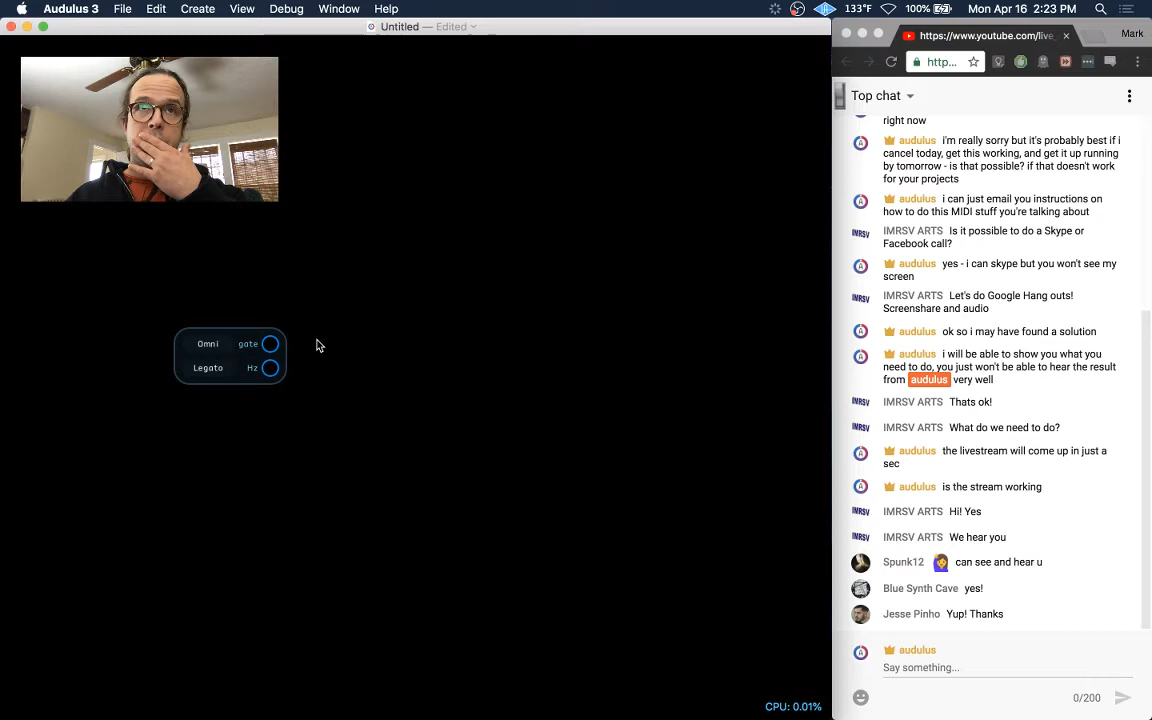 Audulus 3 File Edit Create View Debug Window Help 133°F 100% Mon Apr 16 2:23 PM
Untitled — Edited
https://www.youtube.com/live_ Mark
http...
Top chat
right now
audulus i'm really sorry but it's probably best if i
cancel today, get this working, and get it up running
by tomorrow - is that possible? if that doesn't work
for your projects
audulus i can just email you instructions on
how to do this MIDI stuff you're talking about
IMRSV ARTS Is it possible to do a Skype or
Facebook call?
audulus yes - i can skype but you won't see my
screen
IMRSV ARTS Let's do Google Hang outs!
Screenshare and audio
audulus ok so i may have found a solution
audulus i will be able to show you what you
need to do, you just won't be able to hear the result
from audulus very well
IMRSV ARTS Thats ok!
IMRSV ARTS What do we need to do?
audulus the livestream will come up in just a
sec
audulus is the stream working
IMRSV ARTS Hi! Yes
IMRSV ARTS We hear you
Spunk12 can see and hear u
Blue Synth Cave yes!
Jesse Pinho Yup! Thanks
audulus
Say something...
0/200
Omni gate
Legato Hz
CPU: 0.01%